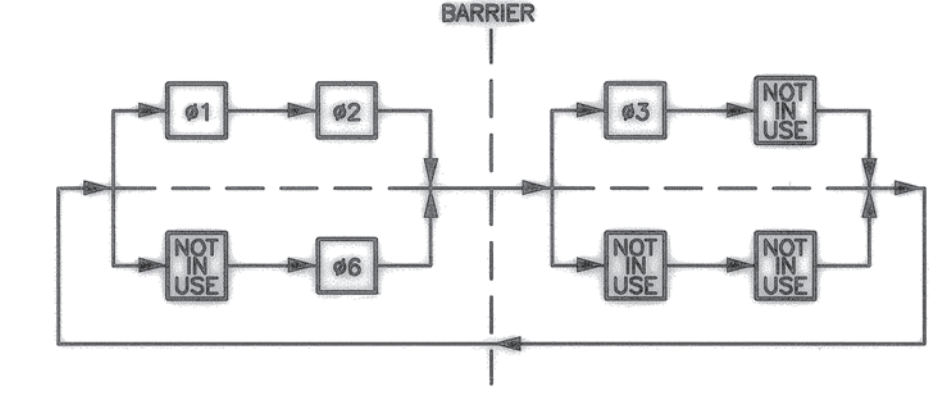 BARRIER
ø1
ø2
ø3
NOT
IN
USE
NOT
IN
USE
ø6
NOT
IN
USE
NOT
IN
USE